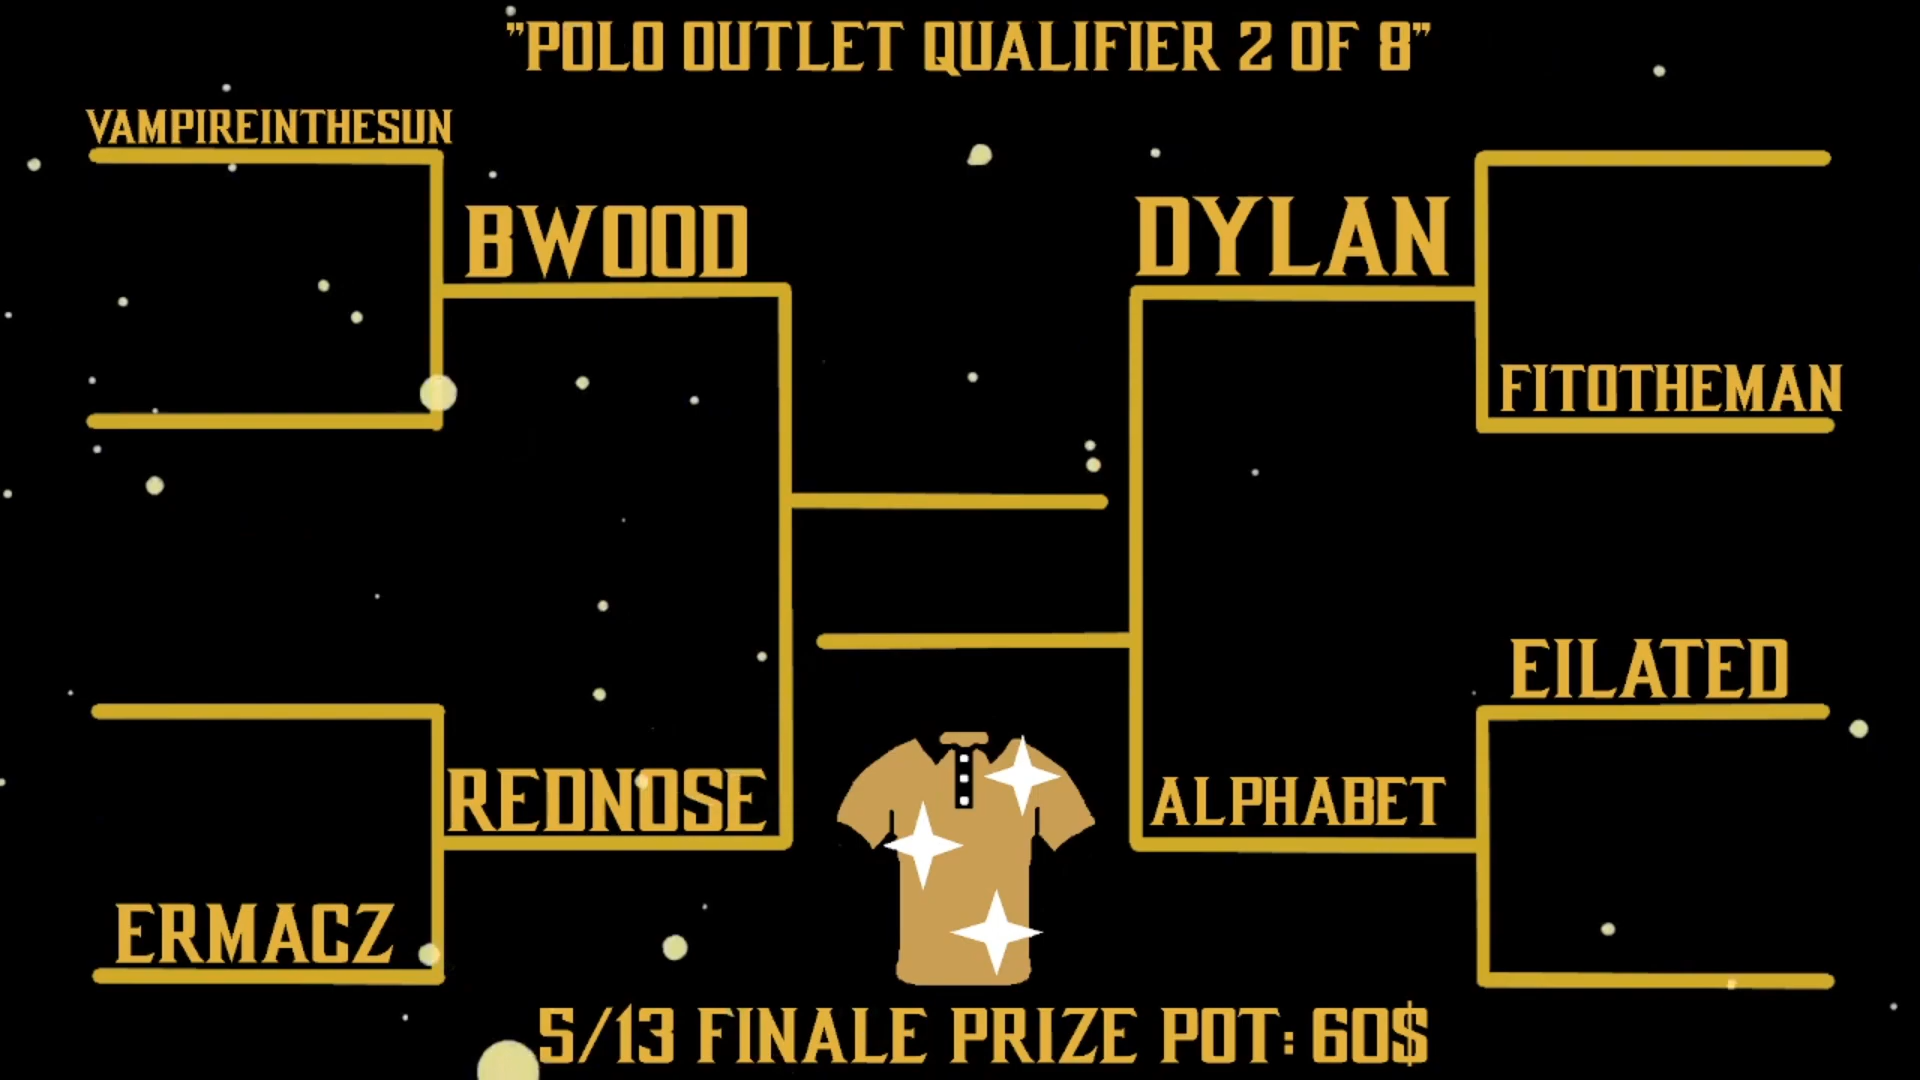 "POLO OUTLET QUALIFIER 2 OF 8"
VAMPIREINTHESUN
BWOOD
DYLAN
FITOTHEMAN
EILATED
REDNOSE
ALPHABET
ERMACZ
5/13 FINALE PRIZE POT: 60$